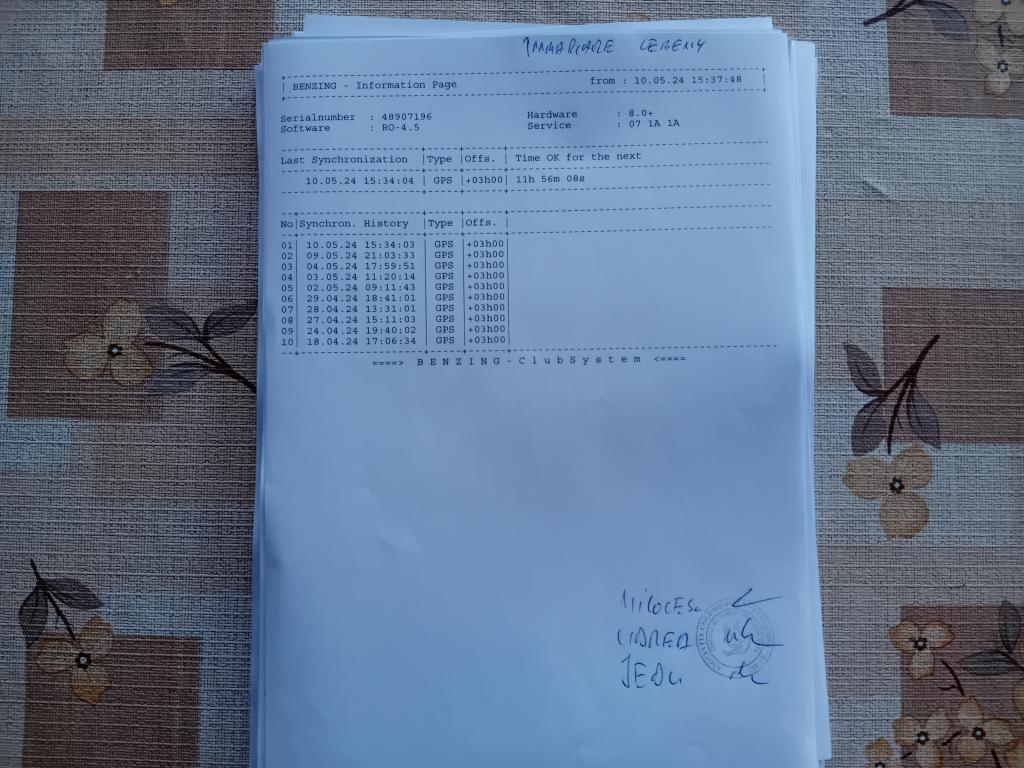 BENZING - Information Page from : 10.05.24 15:37:48
Serialnumber : 48907196 Hardware : 8.0+
Software : RO-4.5 Service : 07 1A 1A
Last Synchronization |Type |Offs. | Time OK for the next
10.05.24 15:34:04 | GPS |+03h00| 11h 56m 08s
No|Synchron. History |Type |Offs. |
01| 10.05.24 15:34:03 | GPS |+03h00|
02| 09.05.24 21:03:33 | GPS |+03h00|
03| 04.05.24 17:59:51 | GPS |+03h00|
04| 03.05.24 11:20:14 | GPS |+03h00|
05| 02.05.24 09:11:43 | GPS |+03h00|
06| 29.04.24 18:41:01 | GPS |+03h00|
07| 28.04.24 13:31:01 | GPS |+03h00|
08| 27.04.24 15:11:03 | GPS |+03h00|
09| 24.04.24 19:40:02 | GPS |+03h00|
10| 18.04.24 17:06:34 | GPS |+03h00|
====> B E N Z I N G - C l u b S y s t e m <====